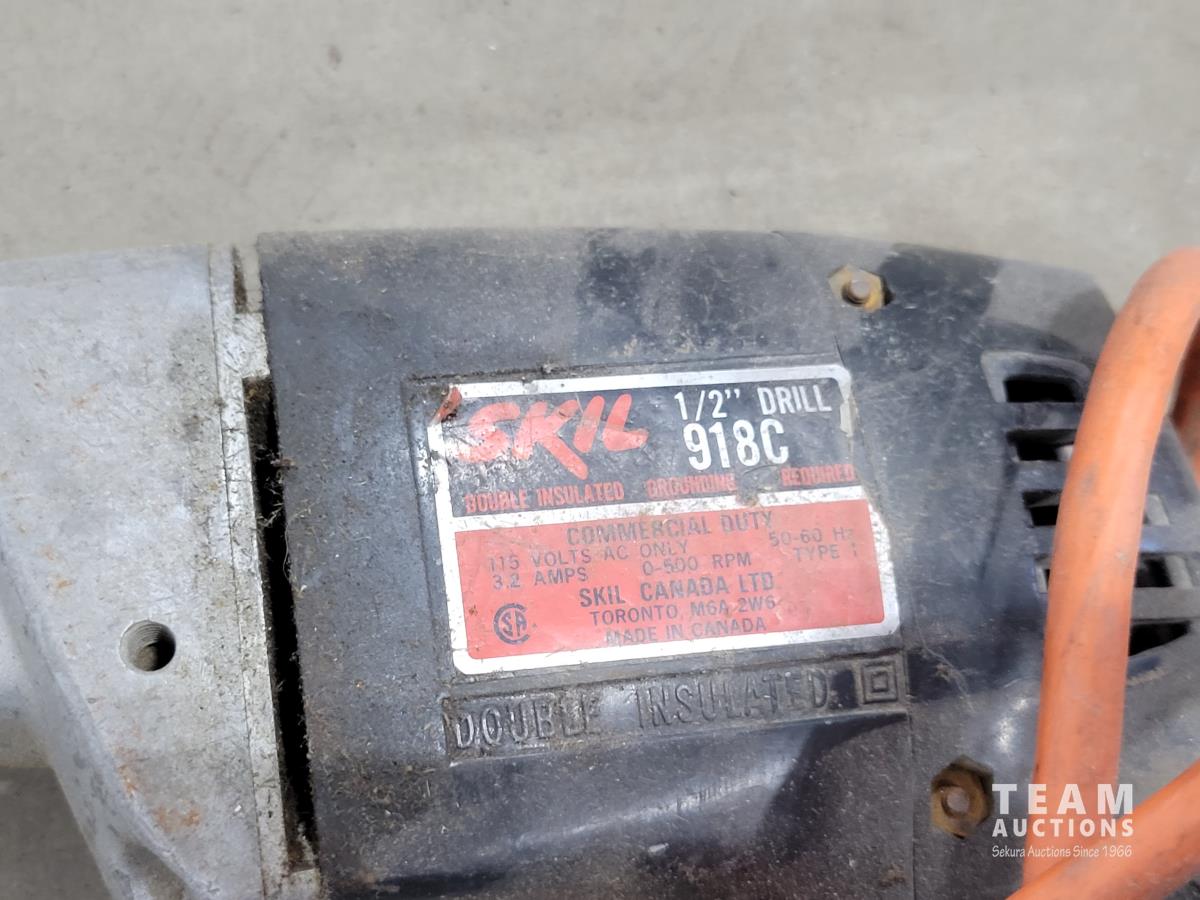 SKIL 1/2" DRILL
918C
DOUBLE INSULATED GROUNDING REQUIRED
COMMERCIAL DUTY
115 VOLTS AC ONLY 50-60 Hz
3.2 AMPS 0-500 RPM TYPE 1
SKIL CANADA LTD
TORONTO, M6A 2W6
MADE IN CANADA
SA
DOUBLE INSULATED
TEAM
AUCTIONS
Sekura Auctions Since 1966